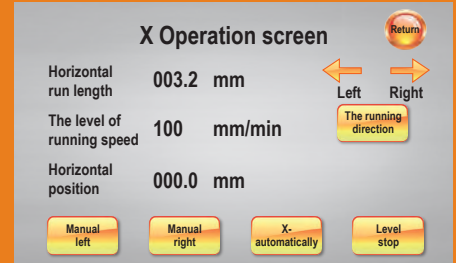 X Operation screen
Return
Horizontal
run length
003.2 mm
Left Right
The level of
running speed
100 mm/min
The running
direction
Horizontal
position
000.0 mm
Manual
left
Manual
right
X-
automatically
Level
stop